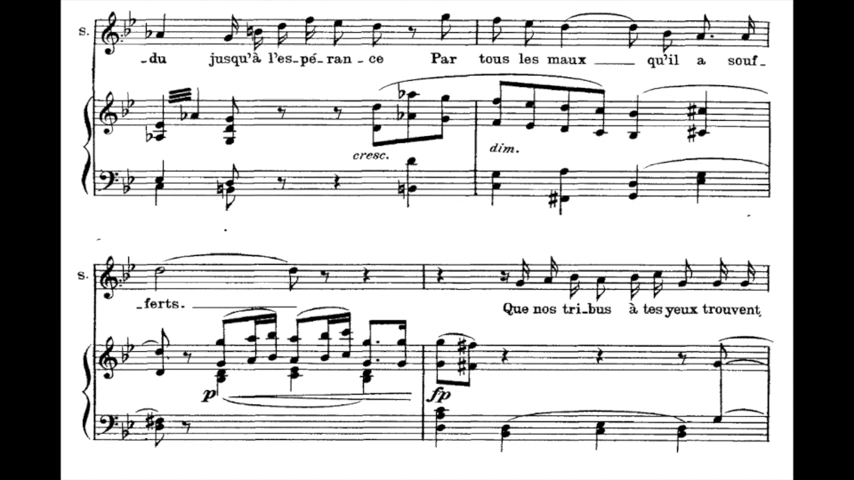 S.
_du jusqu'à l'es_pé_ran_ce Par tous les maux ___ qu'il a souf_
cresc.
dim.
S.
_ferts. ___ Que nos tri_bus à tes yeux trouvent
p
fp